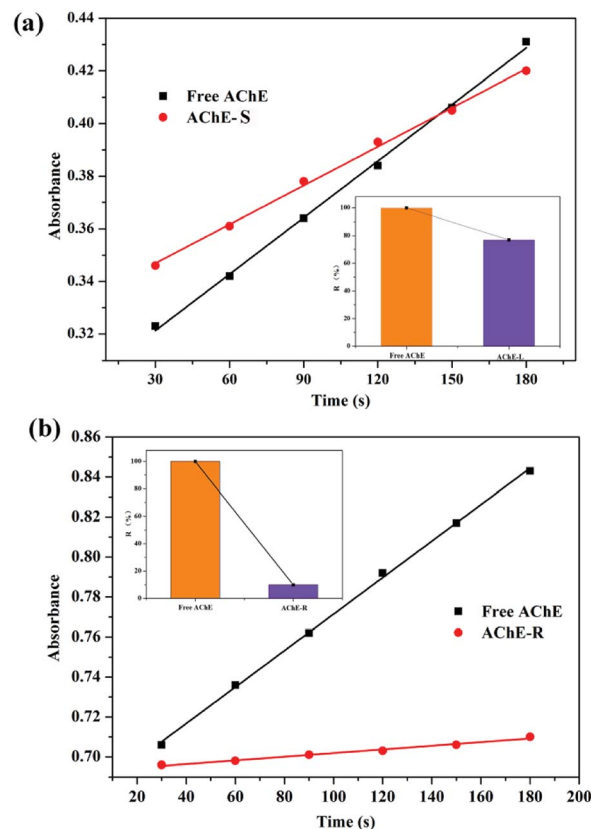 (a)
0.44
0.42
0.40
0.38
0.36
0.34
0.32
Absorbance
Free AChE
AChE-S
100
80
60
40
20
0
R (%)
Free AChE
AChE-L
30 60 90 120 150 180
Time (s)
(b)
0.86
0.84
0.82
0.80
0.78
0.76
0.74
0.72
0.70
Absorbance
100
80
60
40
20
0
R (%)
Free AChE
AChE-R
Free AChE
AChE-R
20 40 60 80 100 120 140 160 180 200
Time (s)